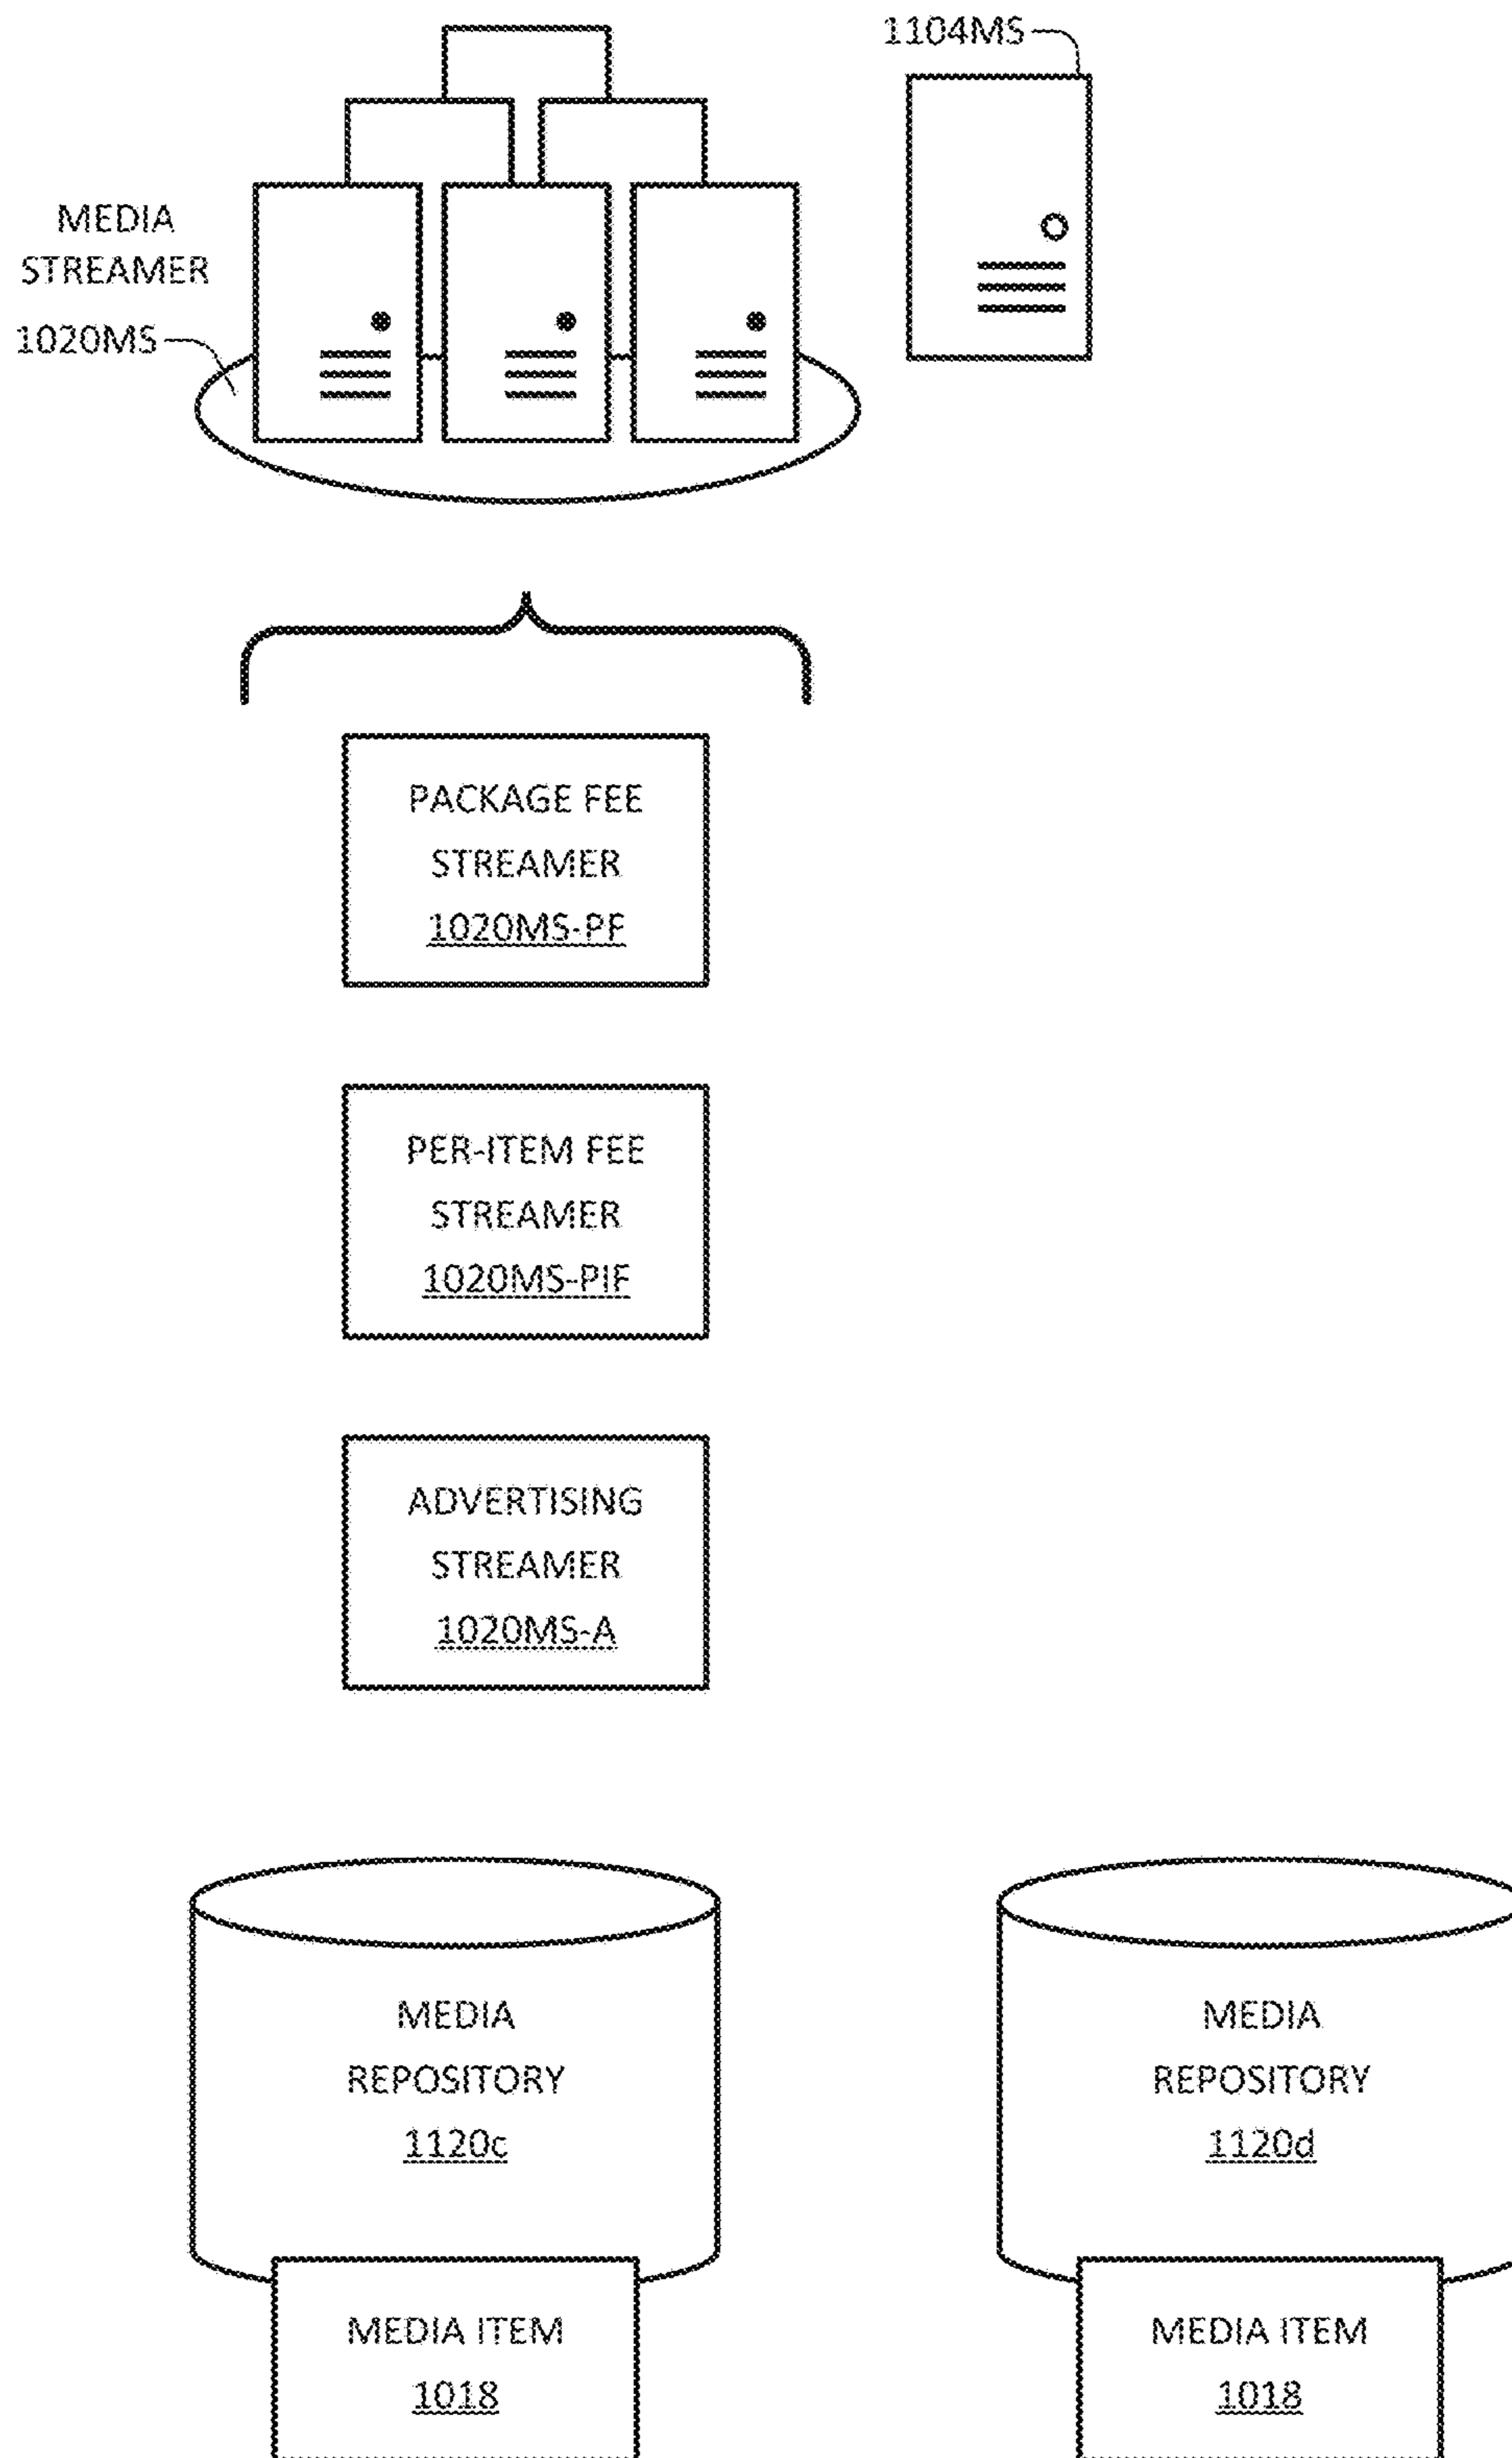 1104MS
MEDIA
STREAMER
1020MS
PACKAGE FEE
STREAMER
1020MS-PF
PER-ITEM FEE
STREAMER
1020MS-PIF
ADVERTISING
STREAMER
1020MS-A
MEDIA
REPOSITORY
1120c
MEDIA ITEM
1018
MEDIA
REPOSITORY
1120d
MEDIA ITEM
1018